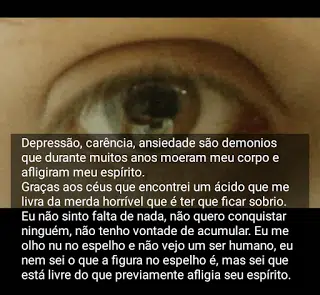 Depressão, carência, ansiedade são demonios
que durante muitos anos moeram meu corpo e
afligiram meu espírito.
Graças aos céus que encontrei um ácido que me
livra da merda horrível que é ter que ficar sobrio.
Eu não sinto falta de nada, não quero conquistar
ninguém, não tenho vontade de acumular. Eu me
olho nu no espelho e não vejo um ser humano, eu
nem sei o que a figura no espelho é, mas sei que
está livre do que previamente afligia seu espírito.